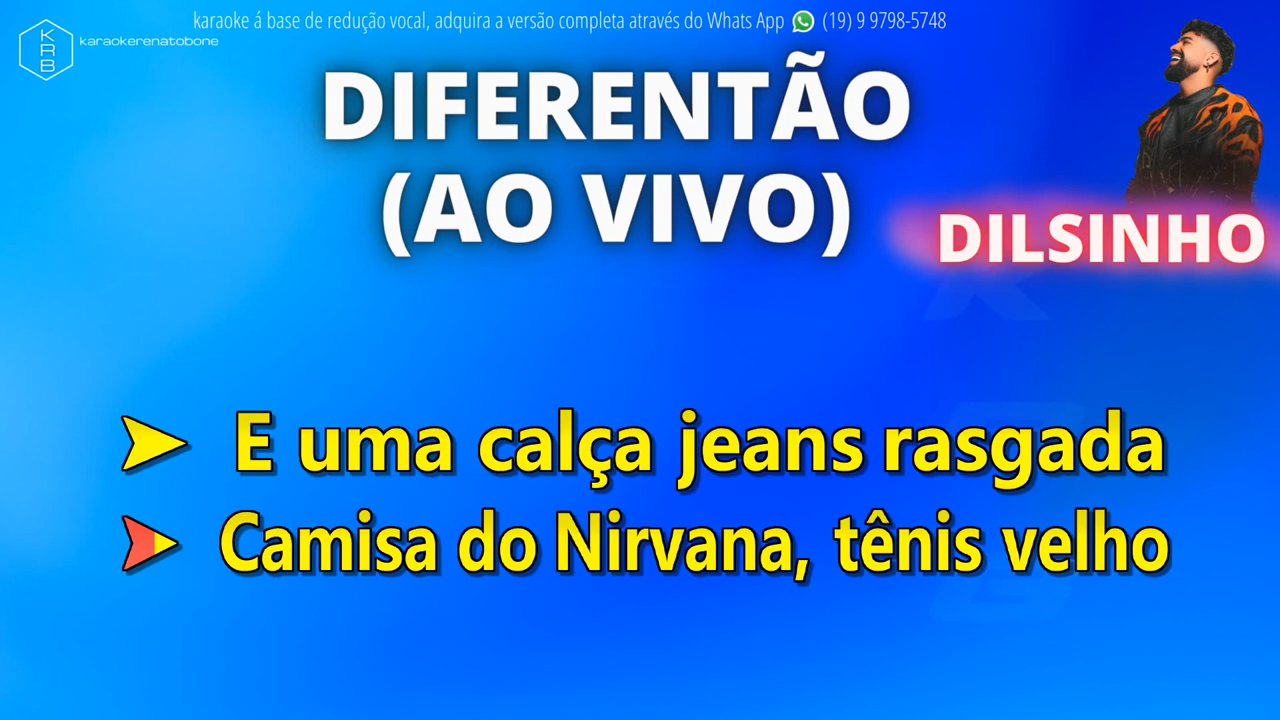 karaoke á base de redução vocal, adquira a versão completa através do Whats App (19) 9 9798-5748
K
R
B
karaokerenatobone
DIFERENTÃO
(AO VIVO)
DILSINHO
E uma calça jeans rasgada
Camisa do Nirvana, tênis velho